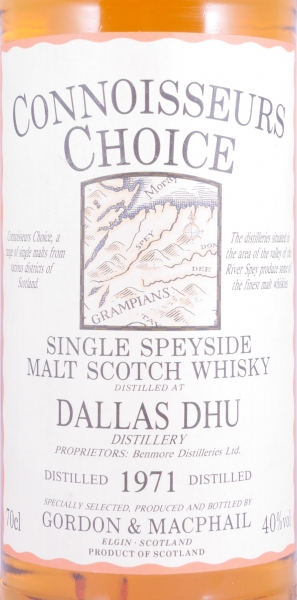 CONNOISSEURS
CHOICE
Connoisseurs Choice, a
range of single malts from
various districts of
Scotland.
Moray
SPEY
DON
DEE
GRAMPIANS
The distilleries situated in
the area of the valley of the
River Spey produce some of
the finest malt whiskies.
SINGLE SPEYSIDE
MALT SCOTCH WHISKY
DISTILLED AT
DALLAS DHU
DISTILLERY
PROPRIETORS: Benmore Distilleries Ltd.
DISTILLED 1971 DISTILLED
SPECIALLY SELECTED, PRODUCED AND BOTTLED BY
70cl GORDON & MACPHAIL 40%vol
ELGIN · SCOTLAND
PRODUCT OF SCOTLAND